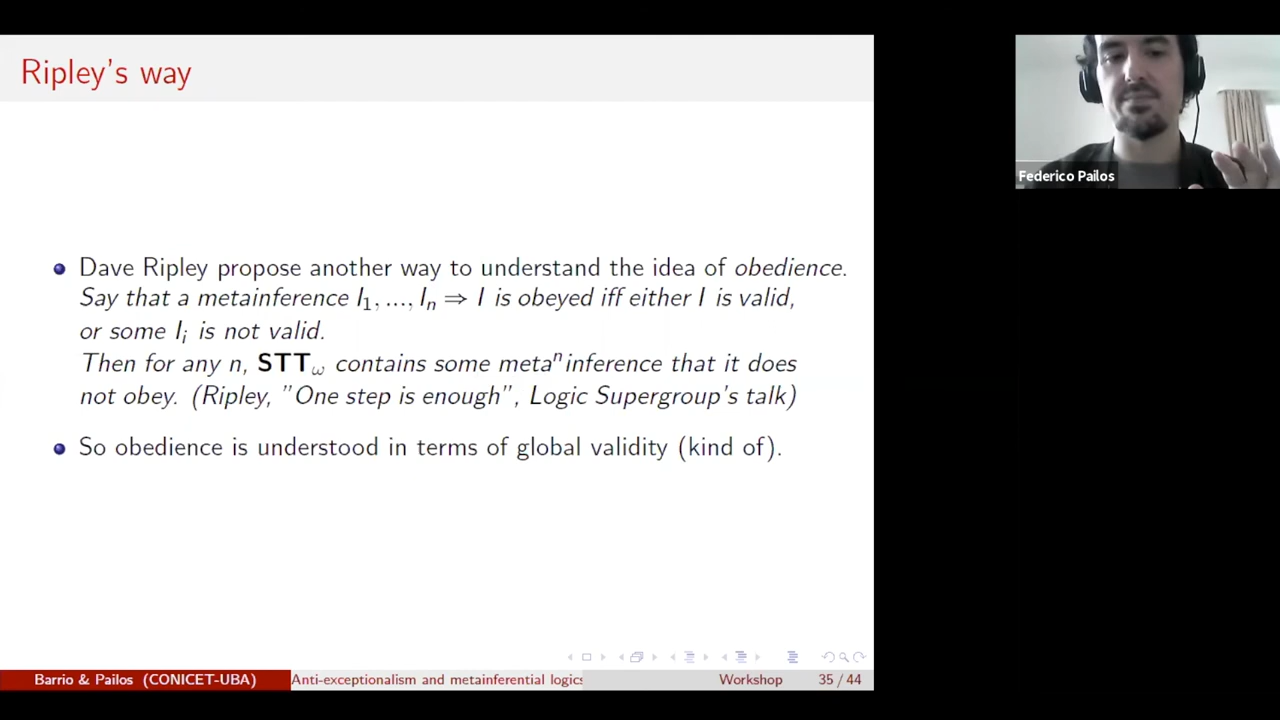 Ripley's way
Dave Ripley propose another way to understand the idea of obedience.
Say that a metainference I₁, ..., Iₙ ⇒ I is obeyed iff either I is valid,
or some Iᵢ is not valid.
Then for any n, STTω contains some metaⁿinference that it does
not obey. (Ripley, "One step is enough", Logic Supergroup's talk)
So obedience is understood in terms of global validity (kind of).
Barrio & Pailos (CONICET-UBA)
Anti-exceptionalism and metainferential logics
Workshop
35 / 44
Federico Pailos